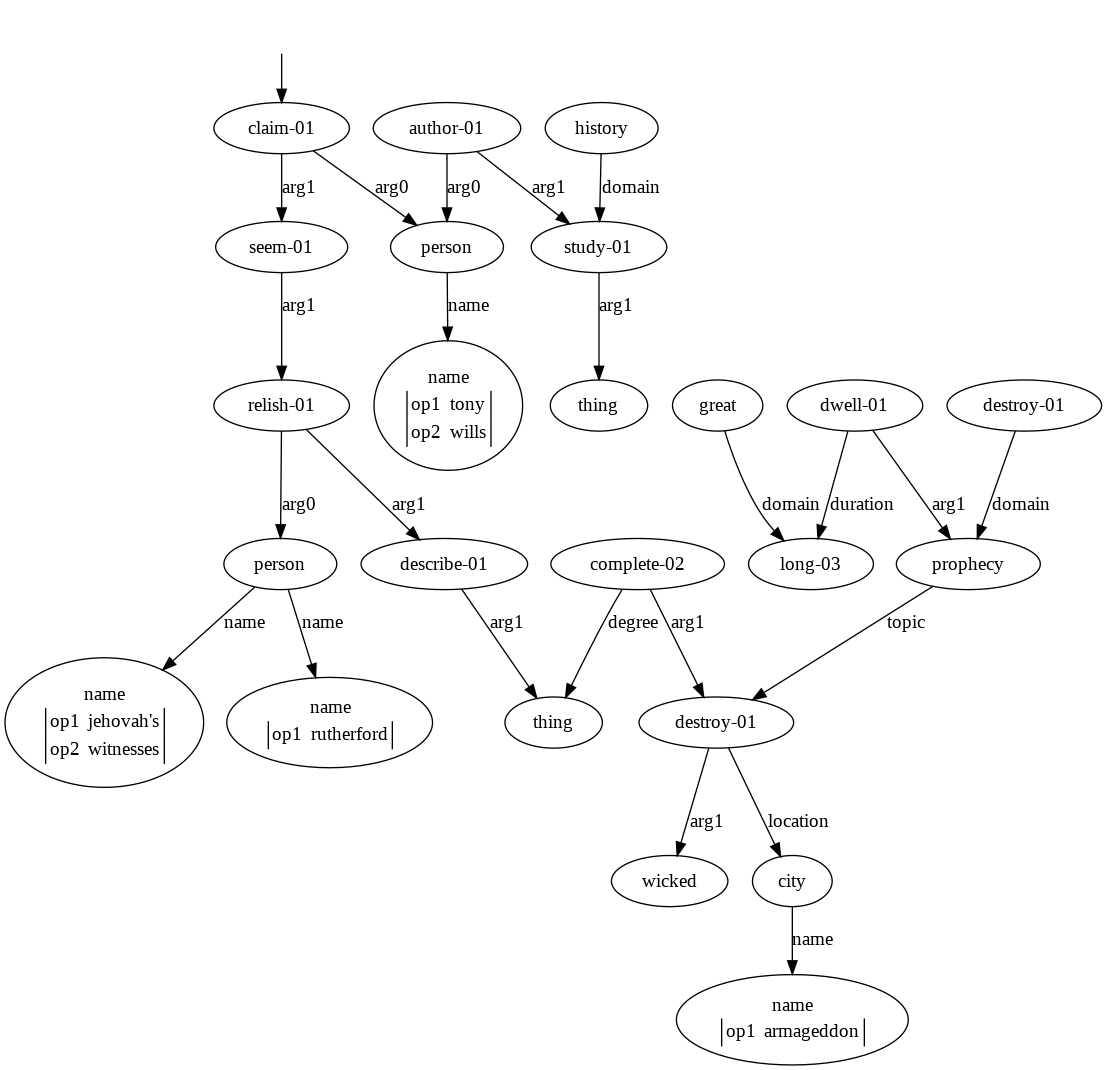 claim-01
author-01
history
arg1
arg0
arg0
arg1
domain
seem-01
person
study-01
arg1
name
arg1
relish-01
name
op1 tony
op2 wills
thing
great
dwell-01
destroy-01
arg0
arg1
domain
duration
arg1
domain
person
describe-01
complete-02
long-03
prophecy
name
name
arg1
degree
arg1
topic
name
op1 jehovah's
op2 witnesses
name
op1 rutherford
thing
destroy-01
arg1
location
wicked
city
name
name
op1 armageddon